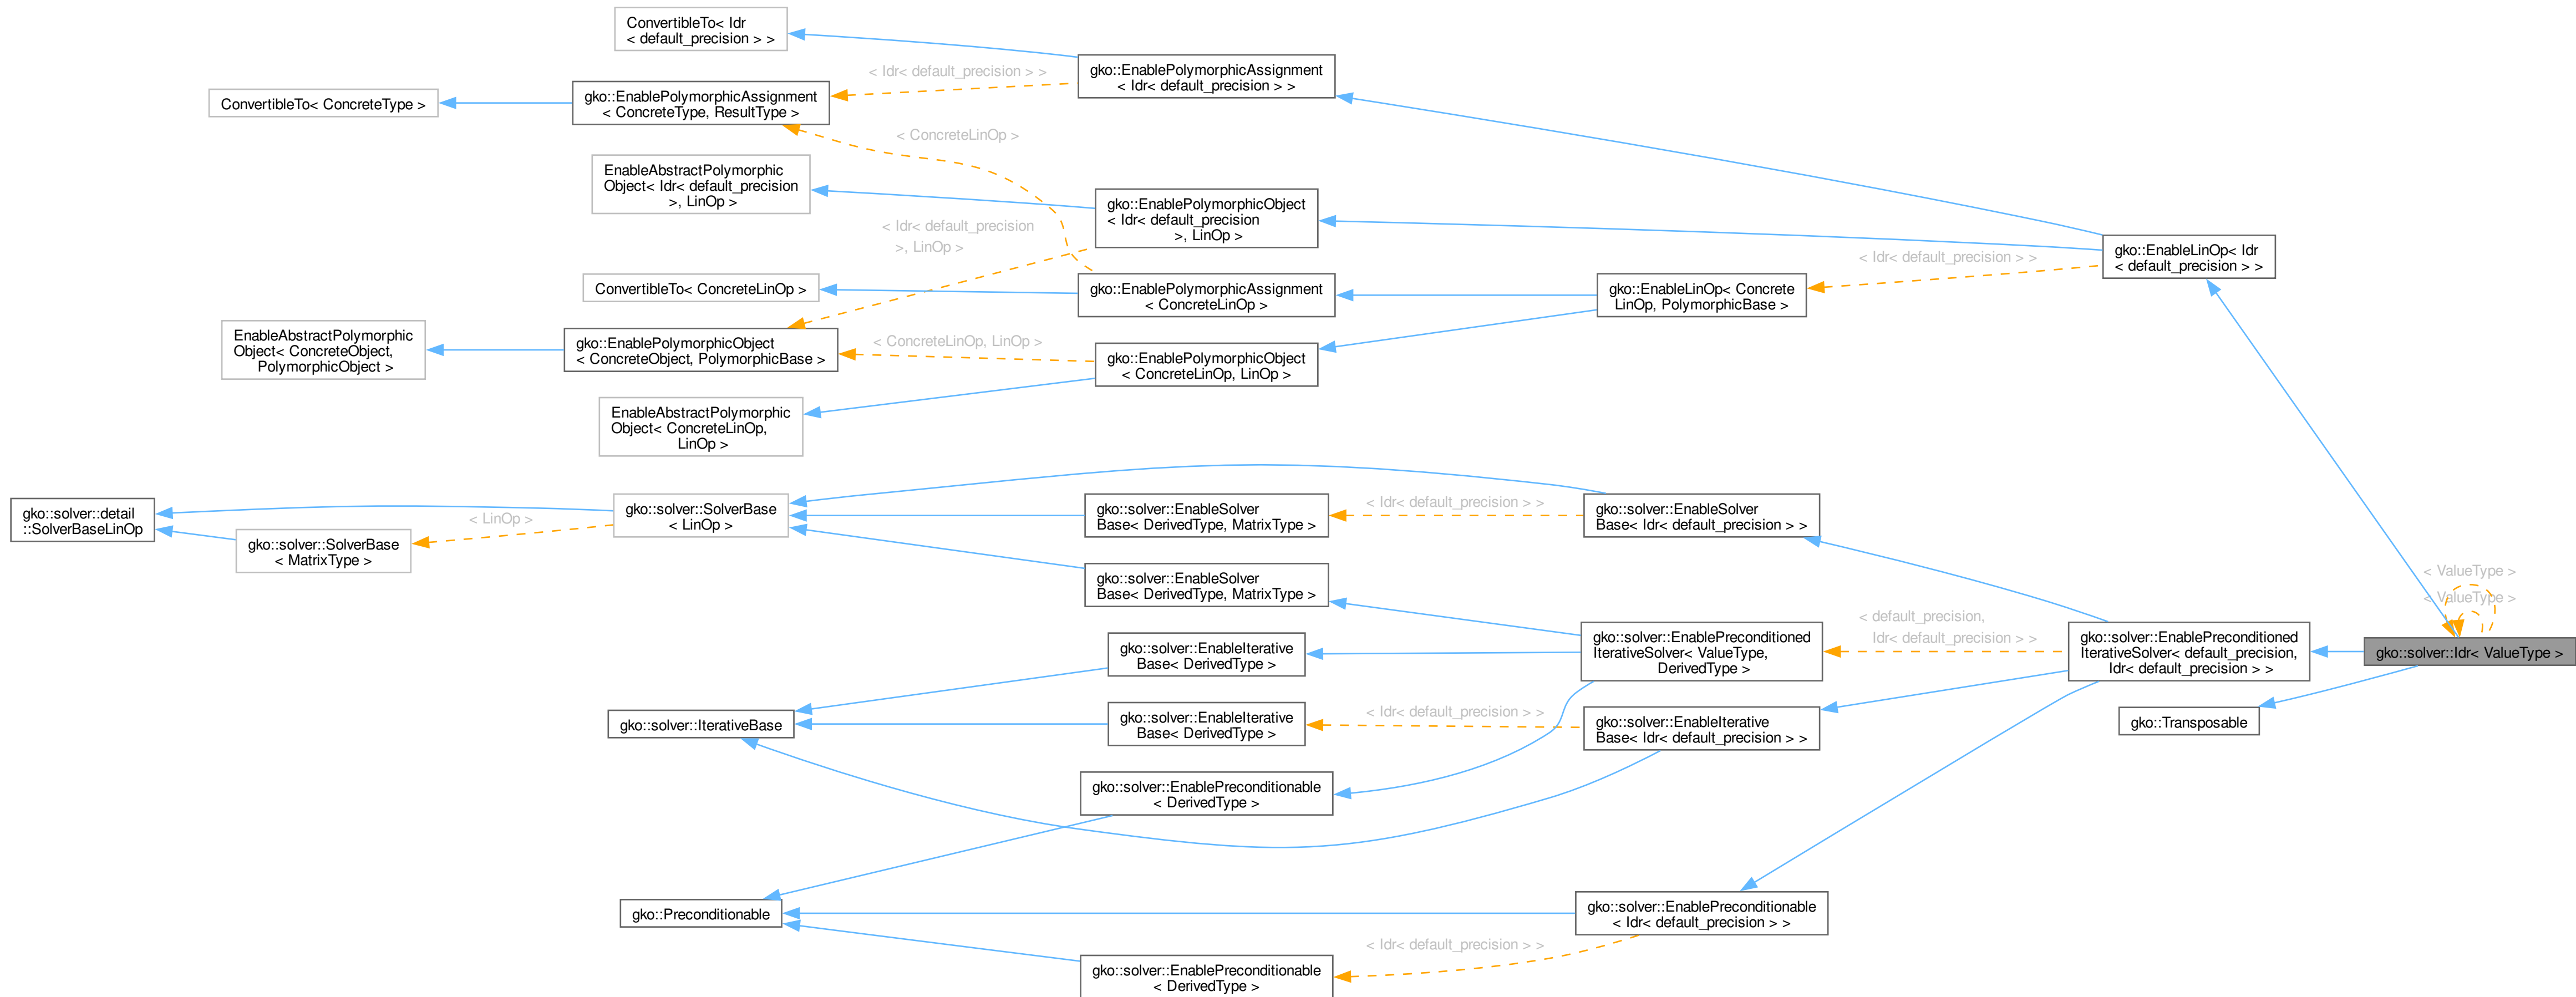 ConvertibleTo< Idr
< default_precision > >
gko::EnablePolymorphicAssignment
< Idr< default_precision > >
< Idr< default_precision > >
ConvertibleTo< ConcreteType >
gko::EnablePolymorphicAssignment
< ConcreteType, ResultType >
< ConcreteLinOp >
EnableAbstractPolymorphic
Object< Idr< default_precision
>, LinOp >
gko::EnablePolymorphicObject
< Idr< default_precision
>, LinOp >
< Idr< default_precision
>, LinOp >
gko::EnableLinOp< Idr
< default_precision > >
< Idr< default_precision > >
ConvertibleTo< ConcreteLinOp >
gko::EnablePolymorphicAssignment
< ConcreteLinOp >
gko::EnableLinOp< Concrete
LinOp, PolymorphicBase >
EnableAbstractPolymorphic
Object< ConcreteObject,
PolymorphicObject >
gko::EnablePolymorphicObject
< ConcreteObject, PolymorphicBase >
< ConcreteLinOp, LinOp >
gko::EnablePolymorphicObject
< ConcreteLinOp, LinOp >
EnableAbstractPolymorphic
Object< ConcreteLinOp,
LinOp >
gko::solver::detail
::SolverBaseLinOp
< LinOp >
gko::solver::SolverBase
< MatrixType >
gko::solver::SolverBase
< LinOp >
gko::solver::EnableSolver
Base< DerivedType, MatrixType >
< Idr< default_precision > >
gko::solver::EnableSolver
Base< Idr< default_precision > >
gko::solver::EnableSolver
Base< DerivedType, MatrixType >
< ValueType >
< ValueType >
gko::solver::EnableIterative
Base< DerivedType >
gko::solver::EnablePreconditioned
IterativeSolver< ValueType,
DerivedType >
< default_precision,
Idr< default_precision > >
gko::solver::EnablePreconditioned
IterativeSolver< default_precision,
Idr< default_precision > >
gko::solver::Idr< ValueType >
gko::solver::IterativeBase
gko::solver::EnableIterative
Base< DerivedType >
< Idr< default_precision > >
gko::solver::EnableIterative
Base< Idr< default_precision > >
gko::Transposable
gko::solver::EnablePreconditionable
< DerivedType >
gko::Preconditionable
gko::solver::EnablePreconditionable
< Idr< default_precision > >
< Idr< default_precision > >
gko::solver::EnablePreconditionable
< DerivedType >